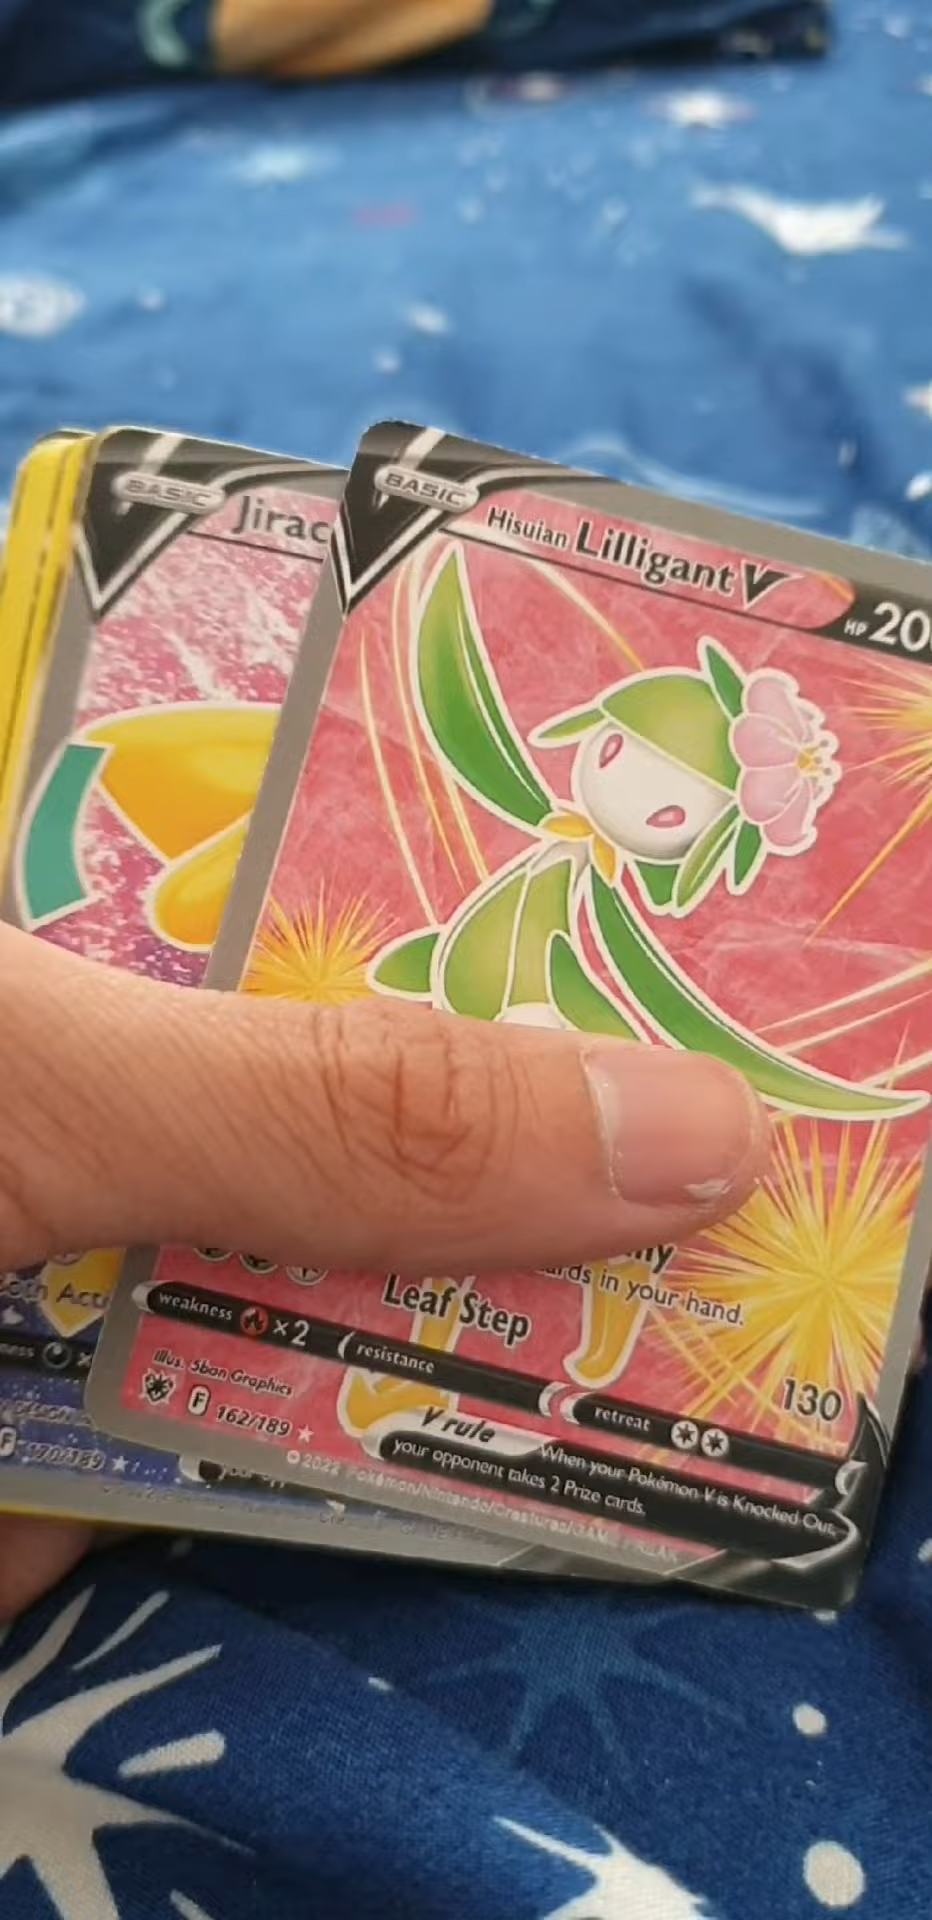 BASIC
Jirac
BASIC
Hisuian Lilligant V
HP 20
ards in your hand.
Leaf Step
130
weakness ×2
resistance
retreat
Illus. 5ban Graphics
F 162/189
V rule
When your Pokémon V is Knocked Out,
your opponent takes 2 Prize cards.
©2022 Pokémon/Nintendo/Creatures/GAME FREAK
F 170/189